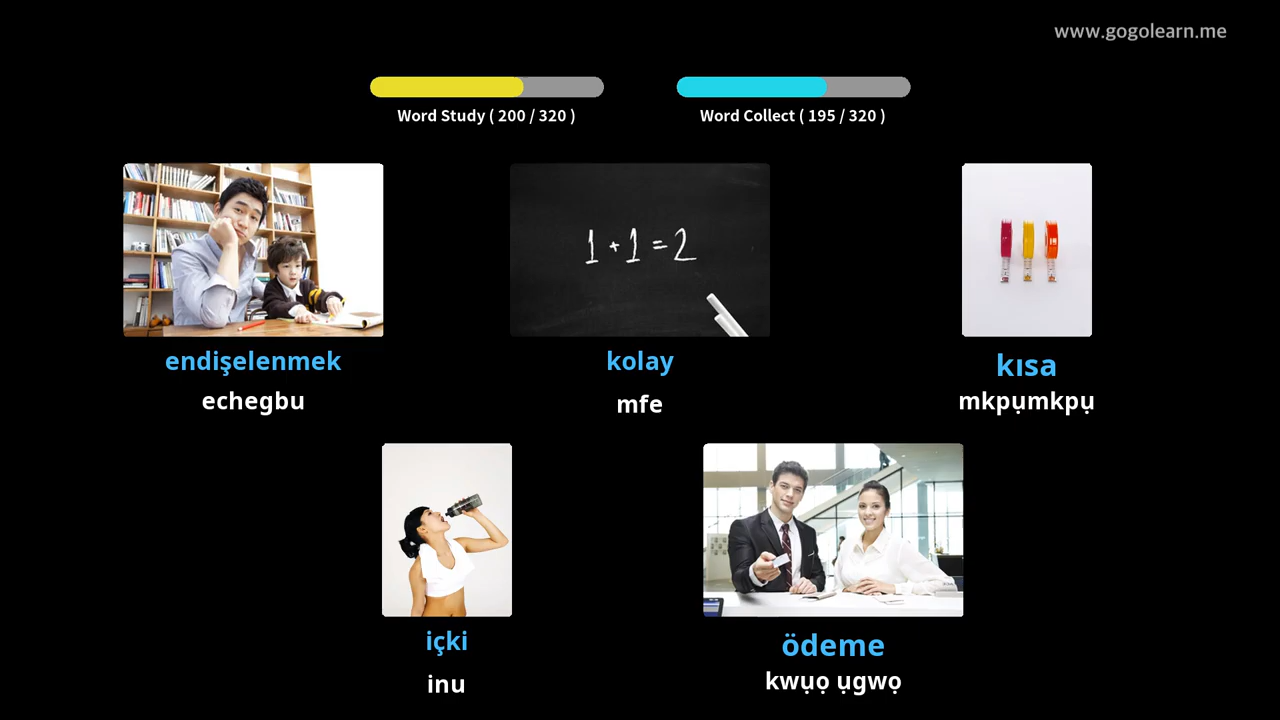 www.gogolearn.me
Word Study ( 200 / 320 )
Word Collect ( 195 / 320 )
1 + 1 = 2
endişelenmek
echegbu
kolay
mfe
kısa
mkpụmkpụ
içki
inu
ödeme
kwụọ ụgwọ